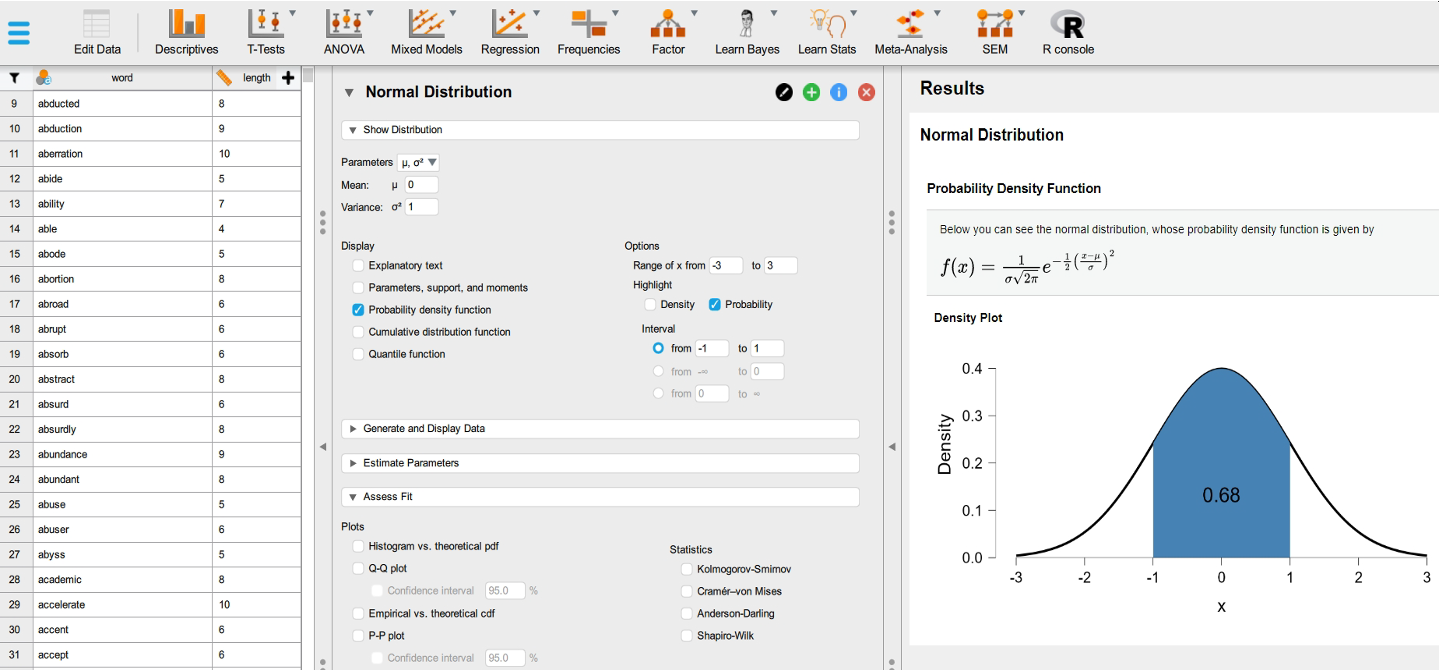 Edit Data Descriptives T-Tests ANOVA Mixed Models Regression Frequencies Factor Learn Bayes Learn Stats Meta-Analysis SEM R console
word length
9 abducted 8
10 abduction 9
11 aberration 10
12 abide 5
13 ability 7
14 able 4
15 abode 5
16 abortion 8
17 abroad 6
18 abrupt 6
19 absorb 6
20 abstract 8
21 absurd 6
22 absurdly 8
23 abundance 9
24 abundant 8
25 abuse 5
26 abuser 6
27 abyss 5
28 academic 8
29 accelerate 10
30 accent 6
31 accept 6
Normal Distribution
Show Distribution
Parameters μ, σ²
Mean: μ 0
Variance: σ² 1
Display
Explanatory text
Parameters, support, and moments
Probability density function
Cumulative distribution function
Quantile function
Options
Range of x from -3 to 3
Highlight
Density Probability
Interval
from -1 to 1
from -∞ to 0
from 0 to ∞
Generate and Display Data
Estimate Parameters
Assess Fit
Plots
Histogram vs. theoretical pdf
Q-Q plot
Confidence interval 95.0 %
Empirical vs. theoretical cdf
P-P plot
Confidence interval 95.0 %
Statistics
Kolmogorov-Smirnov
Cramér–von Mises
Anderson-Darling
Shapiro-Wilk
Results
Normal Distribution
Probability Density Function
Below you can see the normal distribution, whose probability density function is given by
f(x) = 1/(σ√2π) e^(-1/2((x-μ)/σ)^2)
Density Plot
Density
0.4
0.3
0.2
0.1
0.0
0.68
-3 -2 -1 0 1 2 3
x